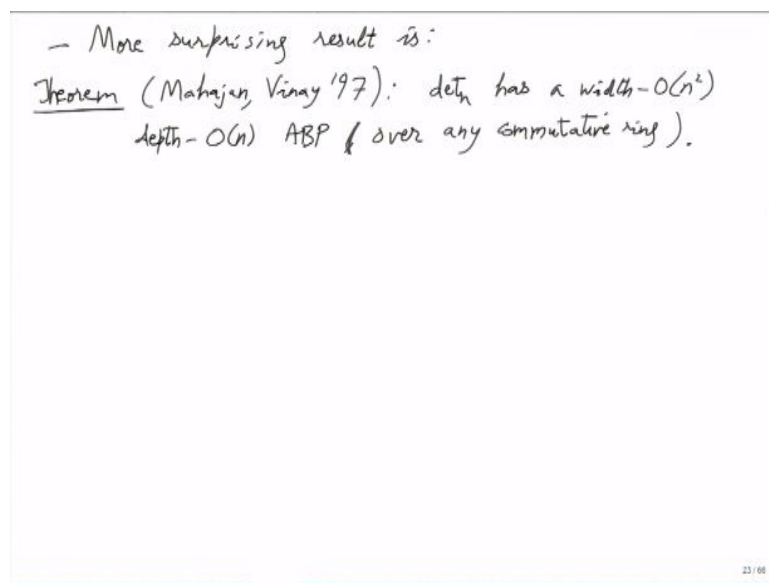 – More surprising result is:
Theorem (Mahajan, Vinay '97): detₙ has a width-O(n²)
depth-O(n) ABP ( over any commutative ring ).
23 / 66